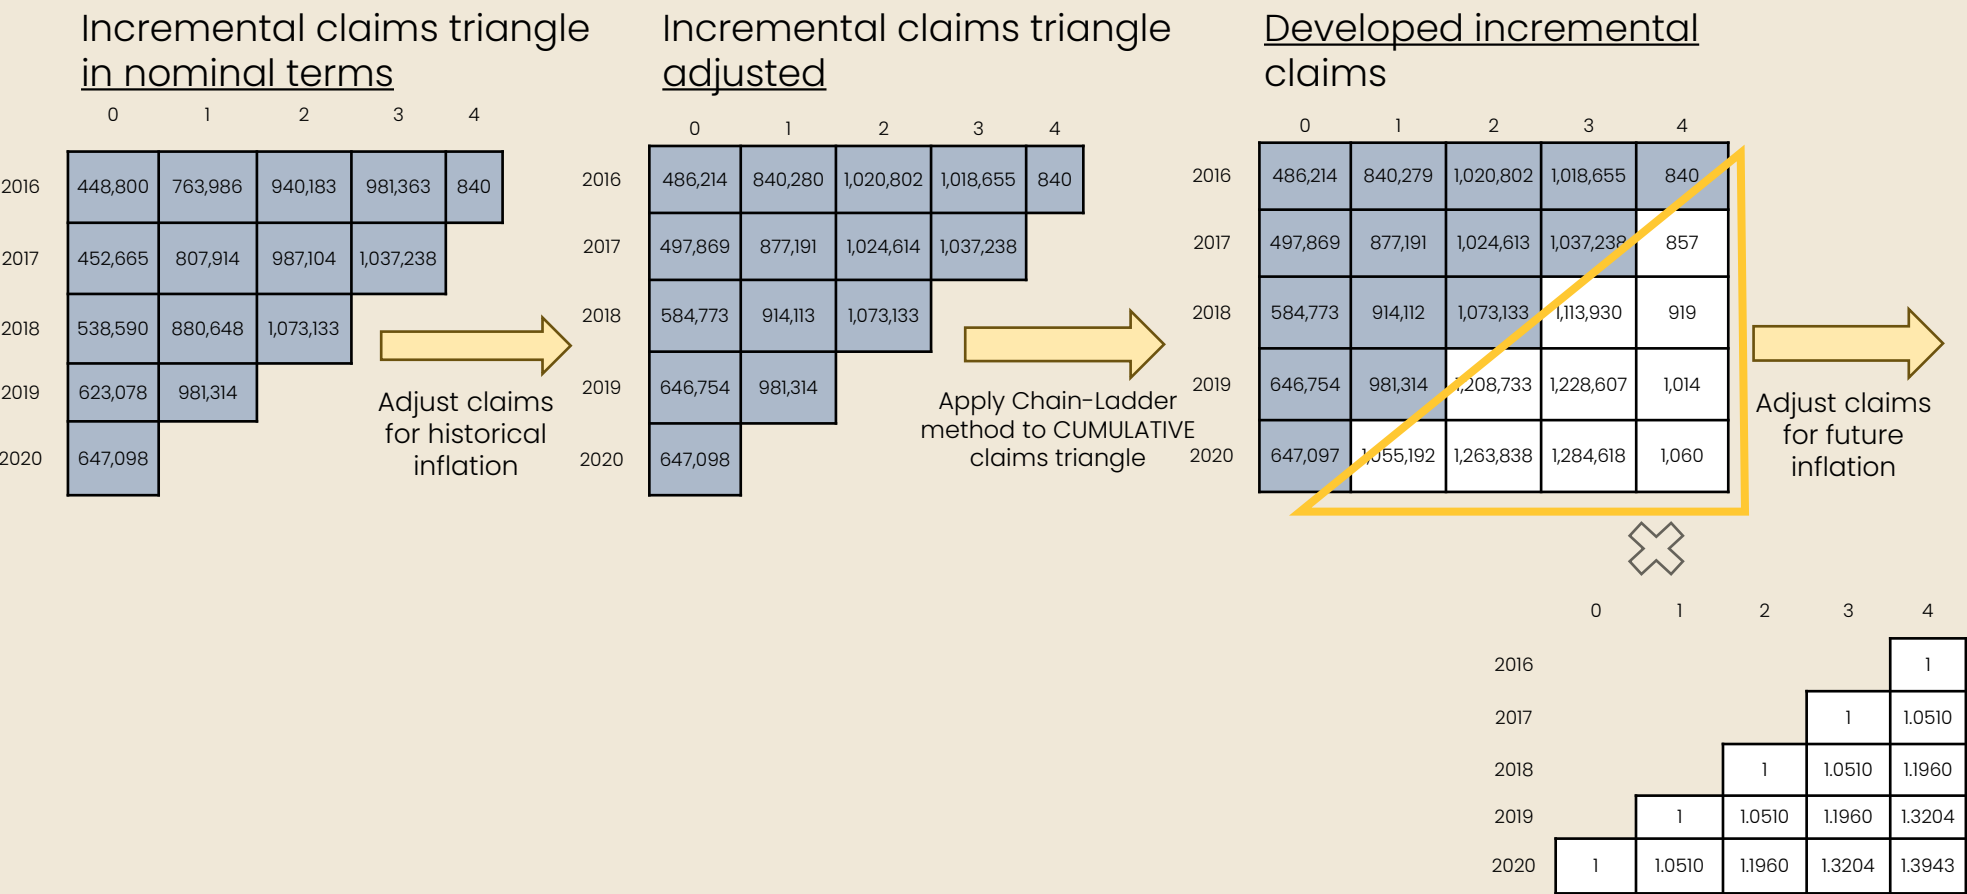 Incremental claims triangle
in nominal terms
0 1 2 3 4
2016 448,800 763,986 940,183 981,363 840
2017 452,665 807,914 987,104 1,037,238
2018 538,590 880,648 1,073,133
2019 623,078 981,314
2020 647,098
Adjust claims
for historical
inflation
Incremental claims triangle
adjusted
0 1 2 3 4
2016 486,214 840,280 1,020,802 1,018,655 840
2017 497,869 877,191 1,024,614 1,037,238
2018 584,773 914,113 1,073,133
2019 646,754 981,314
2020 647,098
Apply Chain-Ladder
method to CUMULATIVE
claims triangle
Developed incremental
claims
0 1 2 3 4
2016 486,214 840,279 1,020,802 1,018,655 840
2017 497,869 877,191 1,024,613 1,037,238 857
2018 584,773 914,112 1,073,133 1,113,930 919
2019 646,754 981,314 1,208,733 1,228,607 1,014
2020 647,097 1,055,192 1,263,838 1,284,618 1,060
Adjust claims
for future
inflation
0 1 2 3 4
2016 1
2017 1 1.0510
2018 1 1.0510 1.1960
2019 1 1.0510 1.1960 1.3204
2020 1 1.0510 1.1960 1.3204 1.3943